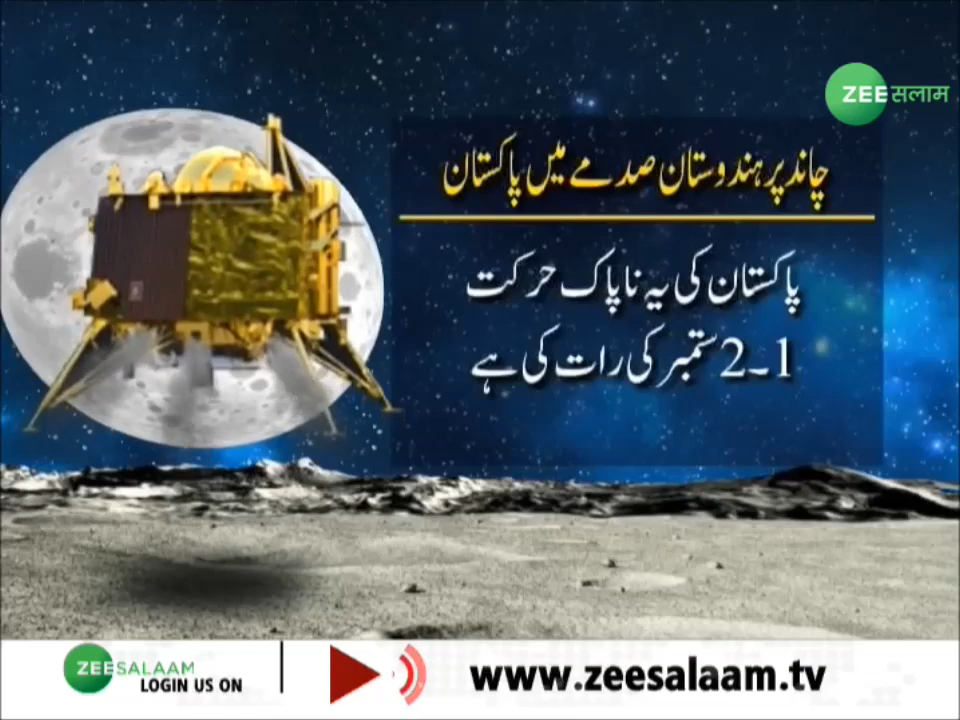 ZEE सलाम
چاند پر ہندوستان صدمے میں پاکستان
پاکستان کی یہ ناپاک حرکت
1۔2 ستمبر کی رات کی ہے
ZEE SALAAM
LOGIN US ON
www.zeesalaam.tv